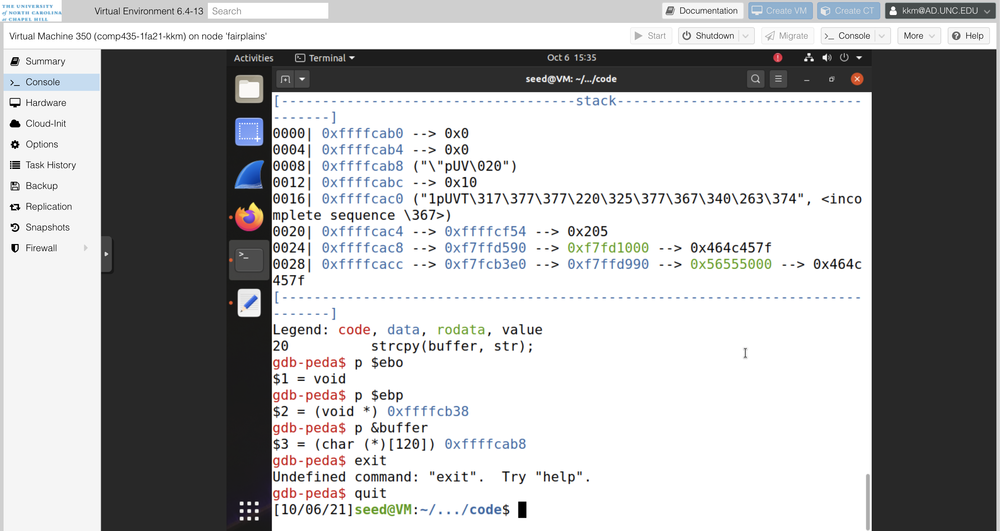 THE UNIVERSITY
of NORTH CAROLINA
at CHAPEL HILL
Virtual Environment 6.4-13
Search
Documentation
Create VM
Create CT
kkm@AD.UNC.EDU
Virtual Machine 350 (comp435-1fa21-kkm) on node 'fairplains'
Start
Shutdown
Migrate
>_ Console
More
Help
Summary
>_ Console
Hardware
Cloud-Init
Options
Task History
Backup
Replication
Snapshots
Firewall
Activities
Terminal
Oct 6 15:35
seed@VM: ~/.../code
[------------------------------------stack------------------------------
-------]
0000| 0xffffcab0 --> 0x0
0004| 0xffffcab4 --> 0x0
0008| 0xffffcab8 ("\"pUV\020")
0012| 0xffffcabc --> 0x10
0016| 0xffffcac0 ("1pUVT\317\377\377\220\325\377\367\340\263\374", <inco
mplete sequence \367>)
0020| 0xffffcac4 --> 0xffffcf54 --> 0x205
0024| 0xffffcac8 --> 0xf7ffd590 --> 0xf7fd1000 --> 0x464c457f
0028| 0xffffcacc --> 0xf7fcb3e0 --> 0xf7ffd990 --> 0x56555000 --> 0x464c
457f
[-----------------------------------------------------------------------
-------]
Legend: code, data, rodata, value
20          strcpy(buffer, str);
gdb-peda$ p $ebo
$1 = void
gdb-peda$ p $ebp
$2 = (void *) 0xffffcb38
gdb-peda$ p &buffer
$3 = (char (*)[120]) 0xffffcab8
gdb-peda$ exit
Undefined command: "exit".  Try "help".
gdb-peda$ quit
[10/06/21]seed@VM:~/.../code$